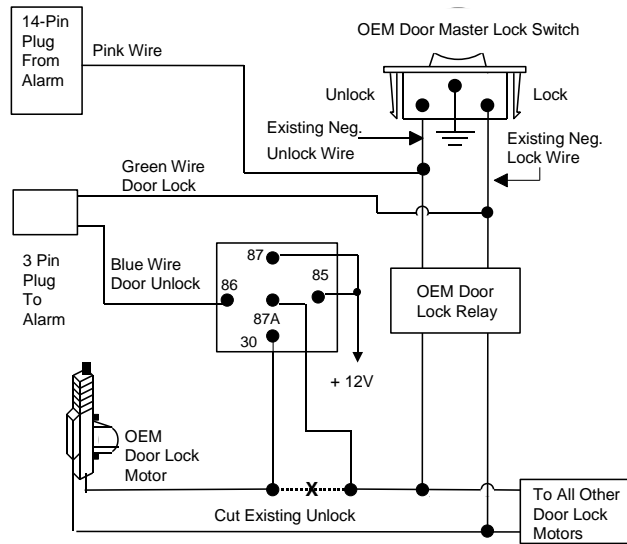 14-Pin
Plug
From
Alarm
Pink Wire
OEM Door Master Lock Switch
Unlock
Lock
Existing Neg.
Unlock Wire
Existing Neg.
Lock Wire
Green Wire
Door Lock
3 Pin
Plug
To
Alarm
Blue Wire
Door Unlock
87
86
85
87A
30
+ 12V
OEM Door
Lock Relay
OEM
Door Lock
Motor
X
Cut Existing Unlock
To All Other
Door Lock
Motors